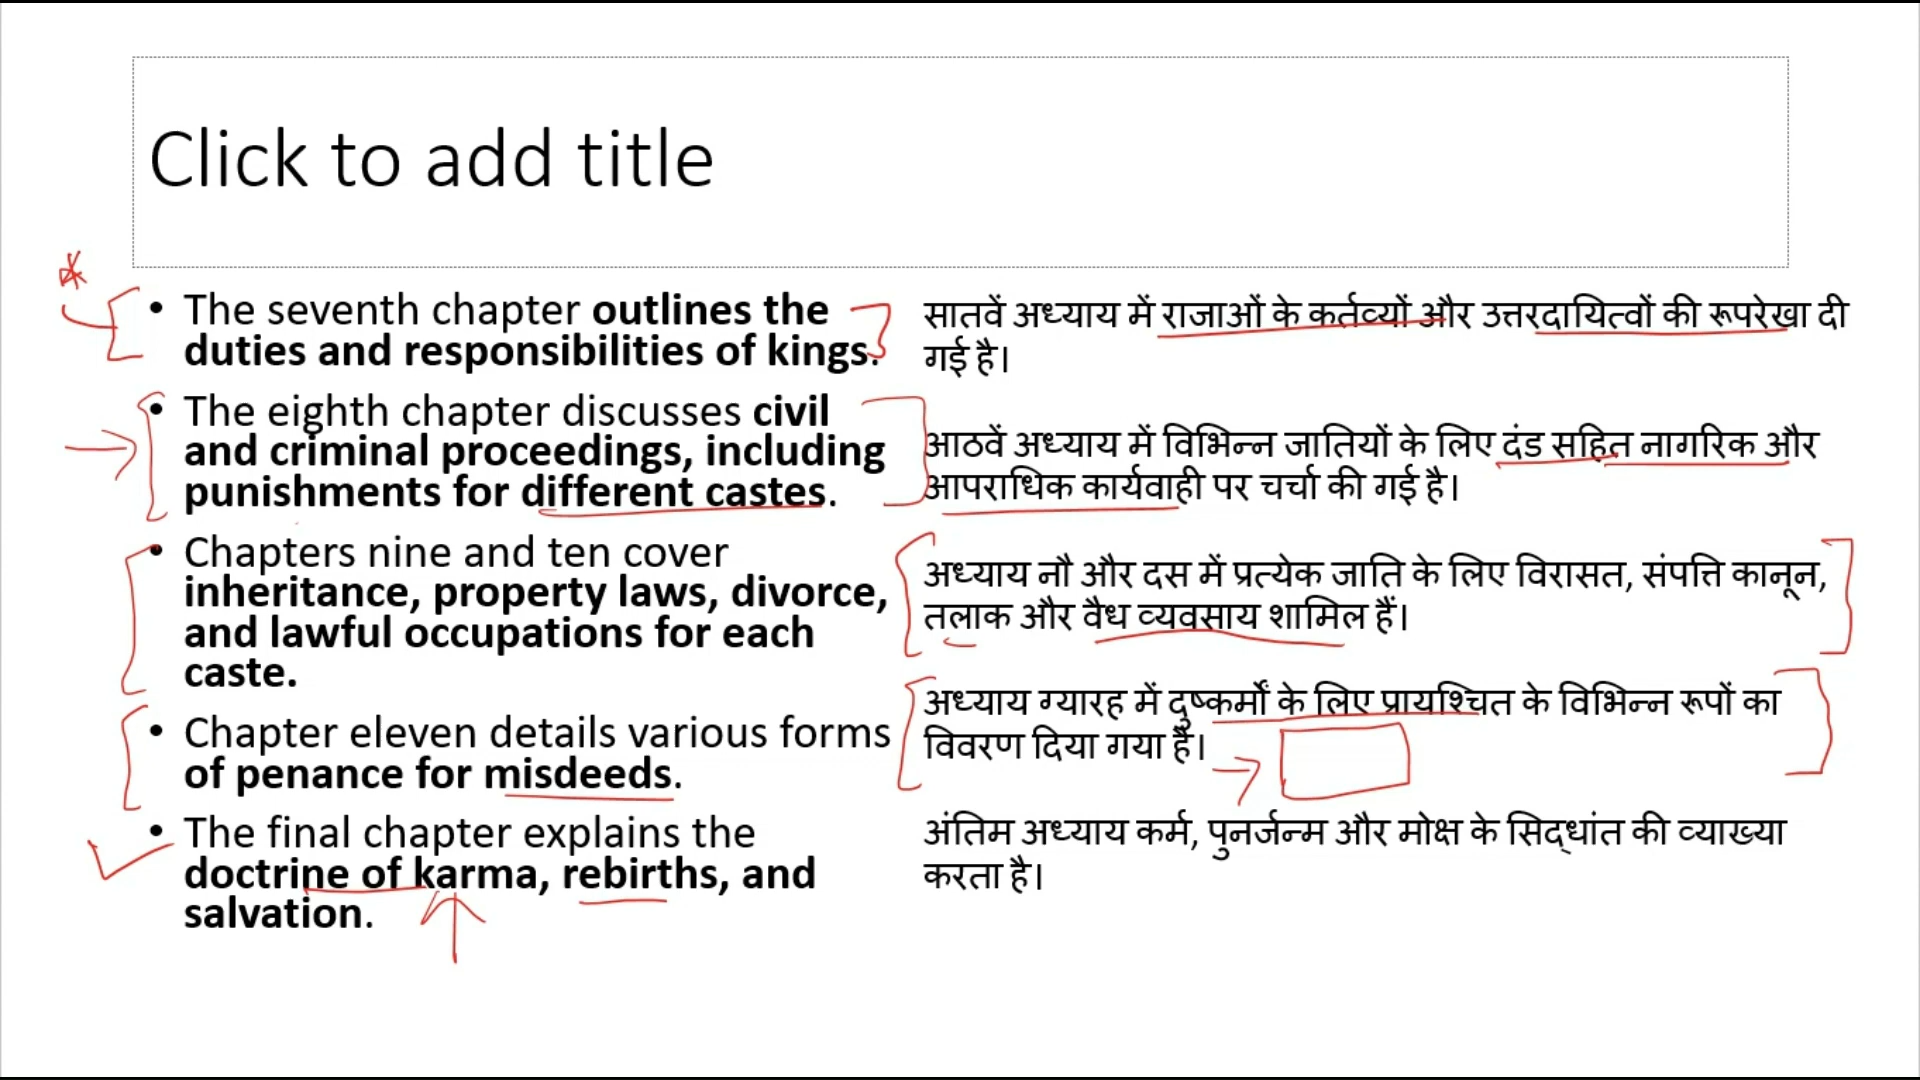 Click to add title
• The seventh chapter outlines the
duties and responsibilities of kings.
• The eighth chapter discusses civil
and criminal proceedings, including
punishments for different castes.
• Chapters nine and ten cover
inheritance, property laws, divorce,
and lawful occupations for each
caste.
• Chapter eleven details various forms
of penance for misdeeds.
• The final chapter explains the
doctrine of karma, rebirths, and
salvation.
सातवें अध्याय में राजाओं के कर्तव्यों और उत्तरदायित्वों की रूपरेखा दी
गई है।
आठवें अध्याय में विभिन्न जातियों के लिए दंड सहित नागरिक और
आपराधिक कार्यवाही पर चर्चा की गई है।
अध्याय नौ और दस में प्रत्येक जाति के लिए विरासत, संपत्ति कानून,
तलाक और वैध व्यवसाय शामिल हैं।
अध्याय ग्यारह में दुष्कर्मों के लिए प्रायश्चित के विभिन्न रूपों का
विवरण दिया गया है।
अंतिम अध्याय कर्म, पुनर्जन्म और मोक्ष के सिद्धांत की व्याख्या
करता है।